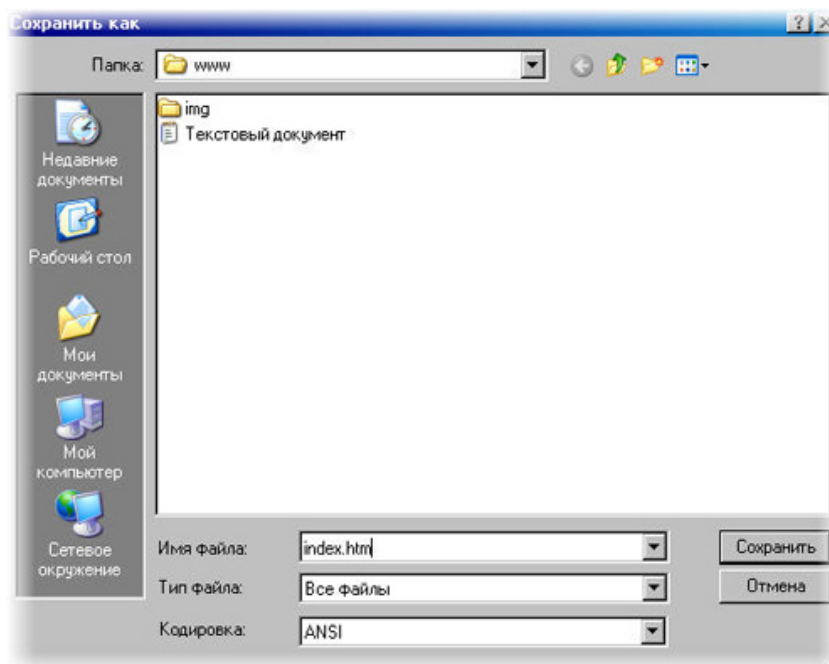 Сохранить как
Папка:
www
img
Текстовый документ
Недавние
документы
Рабочий стол
Мои
документы
Мой
компьютер
Сетевое
окружение
Имя файла:
index.htm
Сохранить
Тип файла:
Все файлы
Отмена
Кодировка:
ANSI